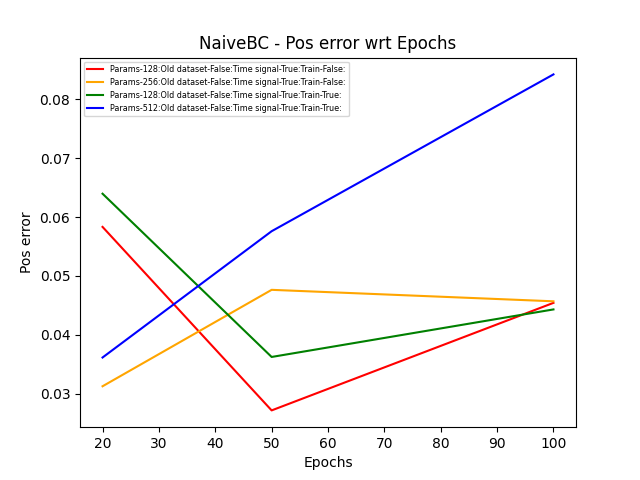 NaiveBC - Pos error wrt Epochs
Params-128:Old dataset-False:Time signal-True:Train-False:
Params-256:Old dataset-False:Time signal-True:Train-False:
Params-128:Old dataset-False:Time signal-True:Train-True:
Params-512:Old dataset-False:Time signal-True:Train-True:
Pos error
0.08
0.07
0.06
0.05
0.04
0.03
20 30 40 50 60 70 80 90 100
Epochs